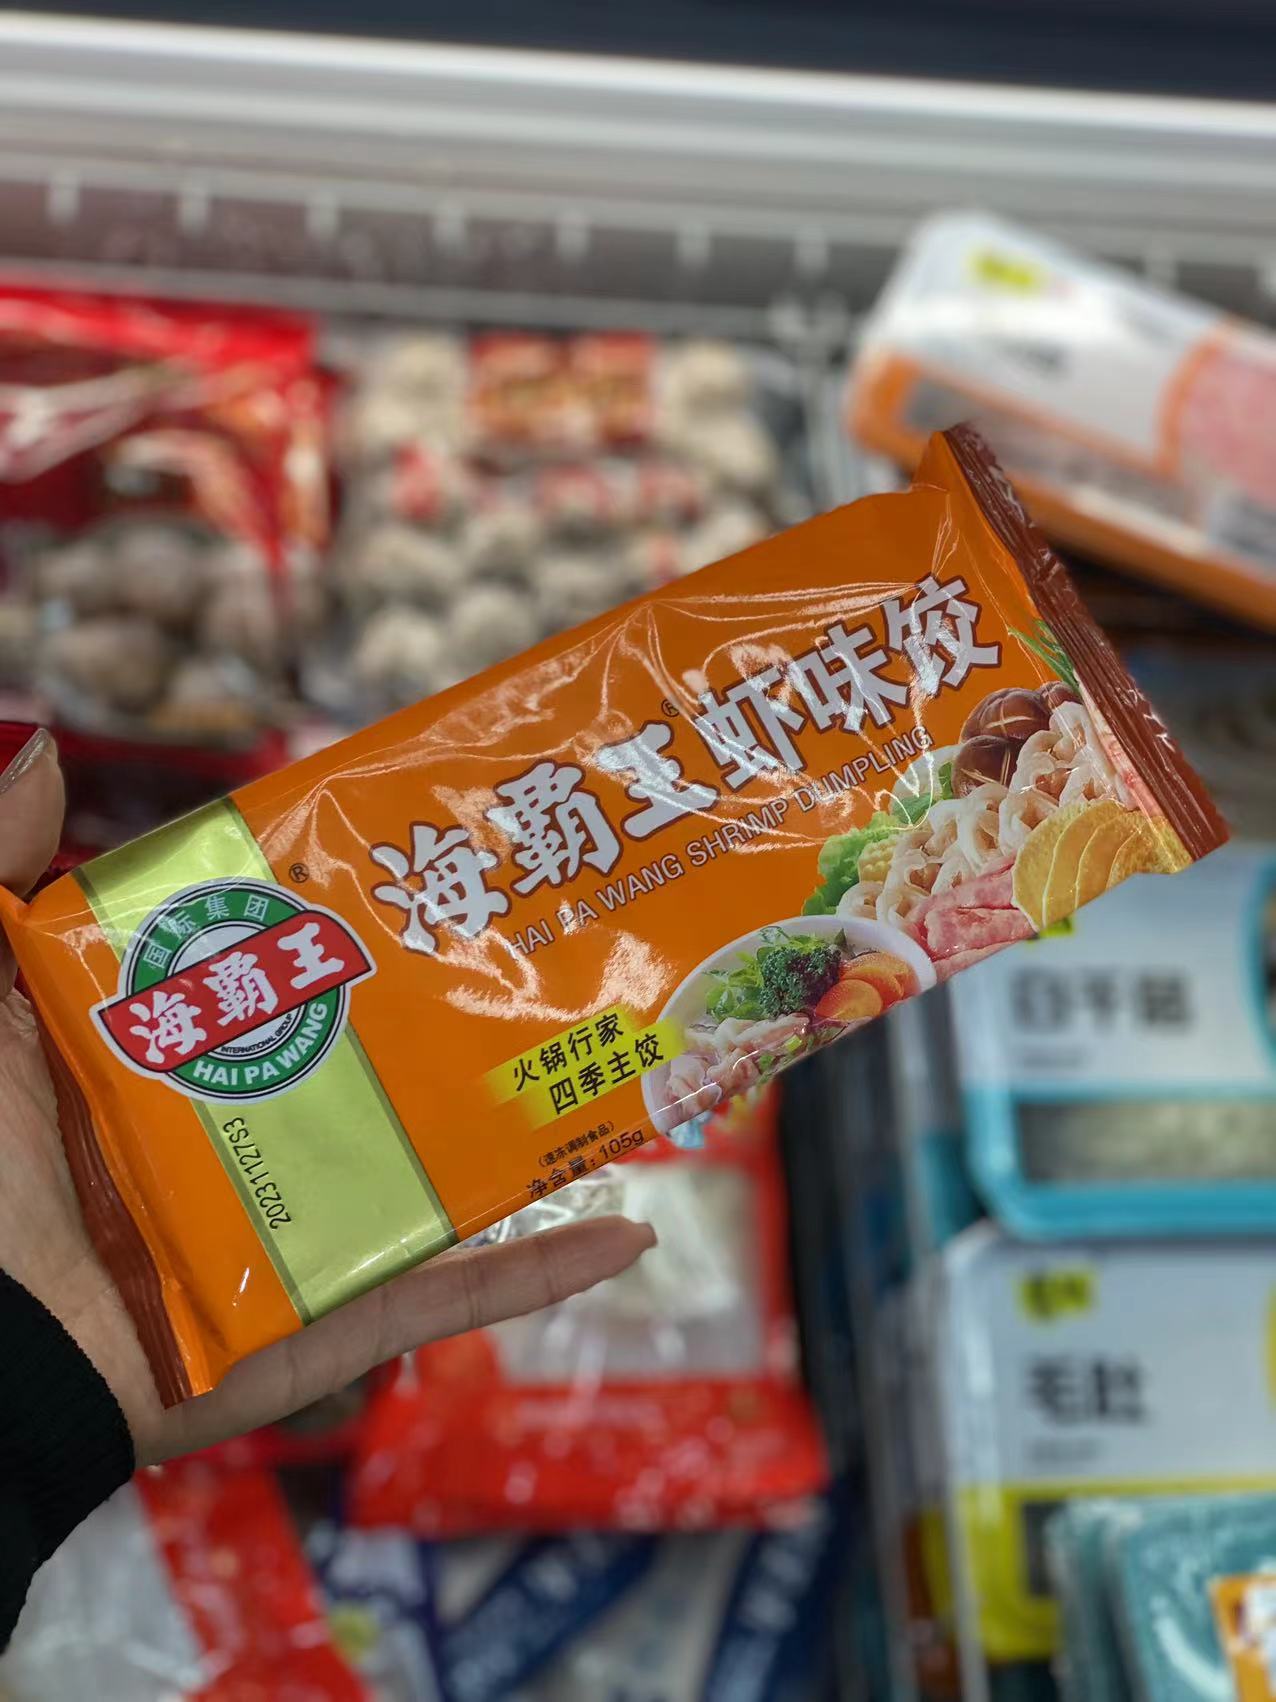 海霸王®虾味饺
HAI PA WANG SHRIMP DUMPLING
®
国际集团
海霸王
INTERNATIONAL GROUP
HAI PA WANG
火锅行家
四季主饺
(速冻调制食品)
净含量:105g
20231127S3
毛肚